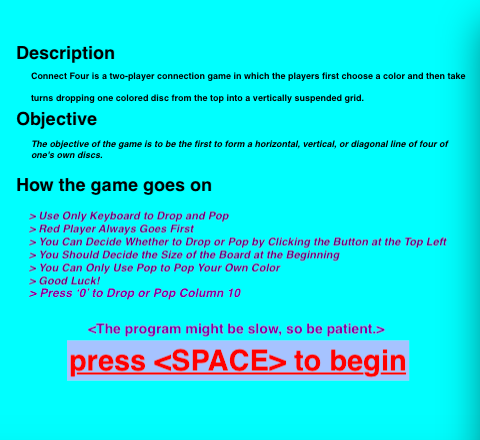 Description
Connect Four is a two-player connection game in which the players first choose a color and then take
turns dropping one colored disc from the top into a vertically suspended grid.
Objective
The objective of the game is to be the first to form a horizontal, vertical, or diagonal line of four of
one's own discs.
How the game goes on
> Use Only Keyboard to Drop and Pop
> Red Player Always Goes First
> You Can Decide Whether to Drop or Pop by Clicking the Button at the Top Left
> You Should Decide the Size of the Board at the Beginning
> You Can Only Use Pop to Pop Your Own Color
> Good Luck!
> Press ‘0’ to Drop or Pop Column 10
<The program might be slow, so be patient.>
press <SPACE> to begin